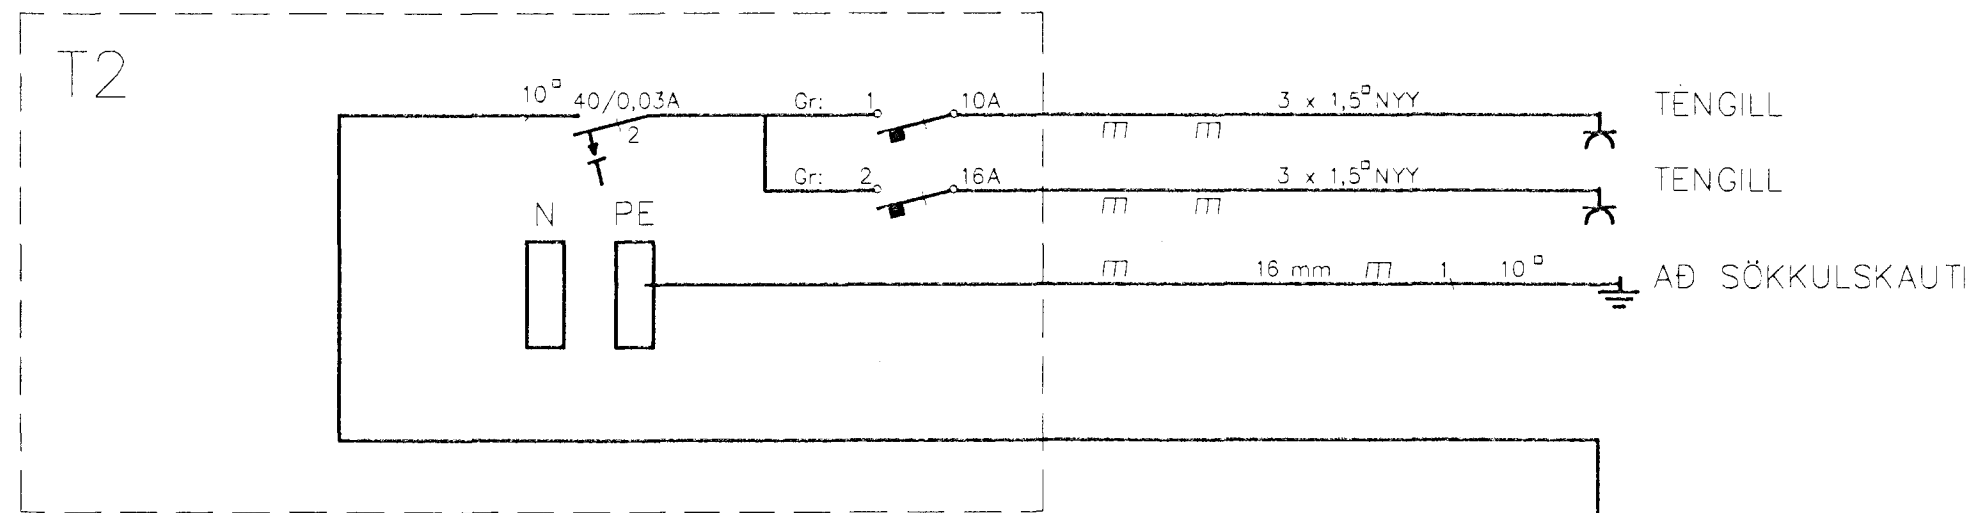 T2
10□ 40/0,03A Gr: 1 10A 3 x 1,5□ NYY TENGILL
2
Gr: 2 16A 3 x 1,5□ NYY TENGILL
N PE
16 mm 1 10□ AÐ SÖKKULSKAUTI